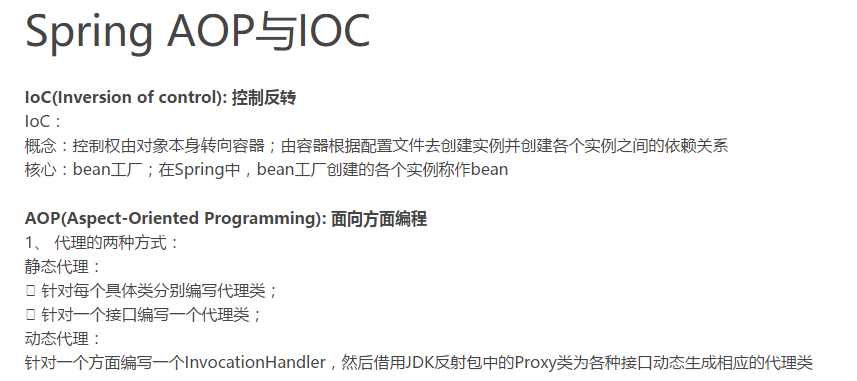 Spring AOP与IOC
IoC(Inversion of control): 控制反转
IoC：
概念：控制权由对象本身转向容器；由容器根据配置文件去创建实例并创建各个实例之间的依赖关系
核心：bean工厂；在Spring中，bean工厂创建的各个实例称作bean
AOP(Aspect-Oriented Programming): 面向方面编程
1、 代理的两种方式：
静态代理：
 针对每个具体类分别编写代理类；
 针对一个接口编写一个代理类；
动态代理：
针对一个方面编写一个InvocationHandler，然后借用JDK反射包中的Proxy类为各种接口动态生成相应的代理类